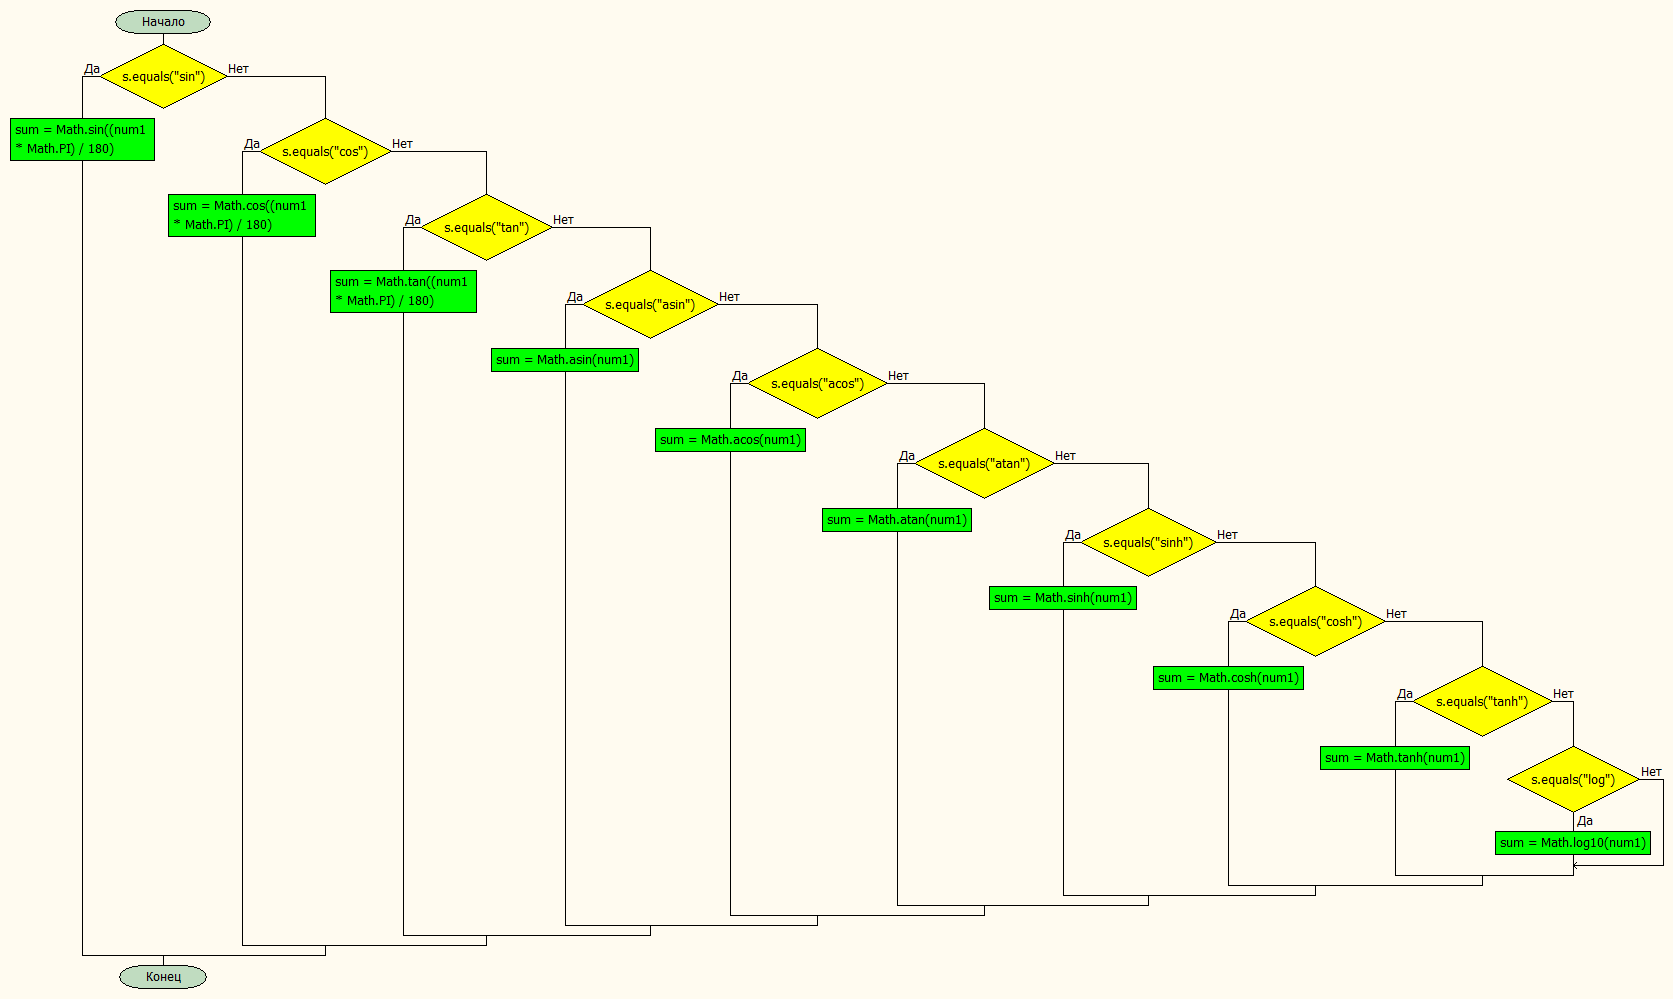 Начало
s.equals("sin")
Да
Нет
sum = Math.sin((num1
* Math.PI) / 180)
s.equals("cos")
Да
Нет
sum = Math.cos((num1
* Math.PI) / 180)
s.equals("tan")
Да
Нет
sum = Math.tan((num1
* Math.PI) / 180)
s.equals("asin")
Да
Нет
sum = Math.asin(num1)
s.equals("acos")
Да
Нет
sum = Math.acos(num1)
s.equals("atan")
Да
Нет
sum = Math.atan(num1)
s.equals("sinh")
Да
Нет
sum = Math.sinh(num1)
s.equals("cosh")
Да
Нет
sum = Math.cosh(num1)
s.equals("tanh")
Да
Нет
sum = Math.tanh(num1)
s.equals("log")
Нет
Да
sum = Math.log10(num1)
Конец